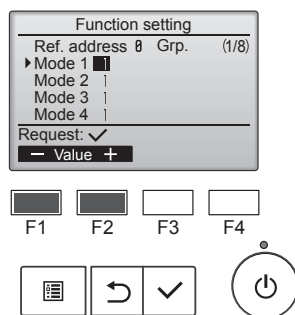 Function setting
Ref. address 0 Grp. (1/8)
Mode 1 1
Mode 2 1
Mode 3 1
Mode 4 1
Request: ✓
− Value +
F1 F2 F3 F4